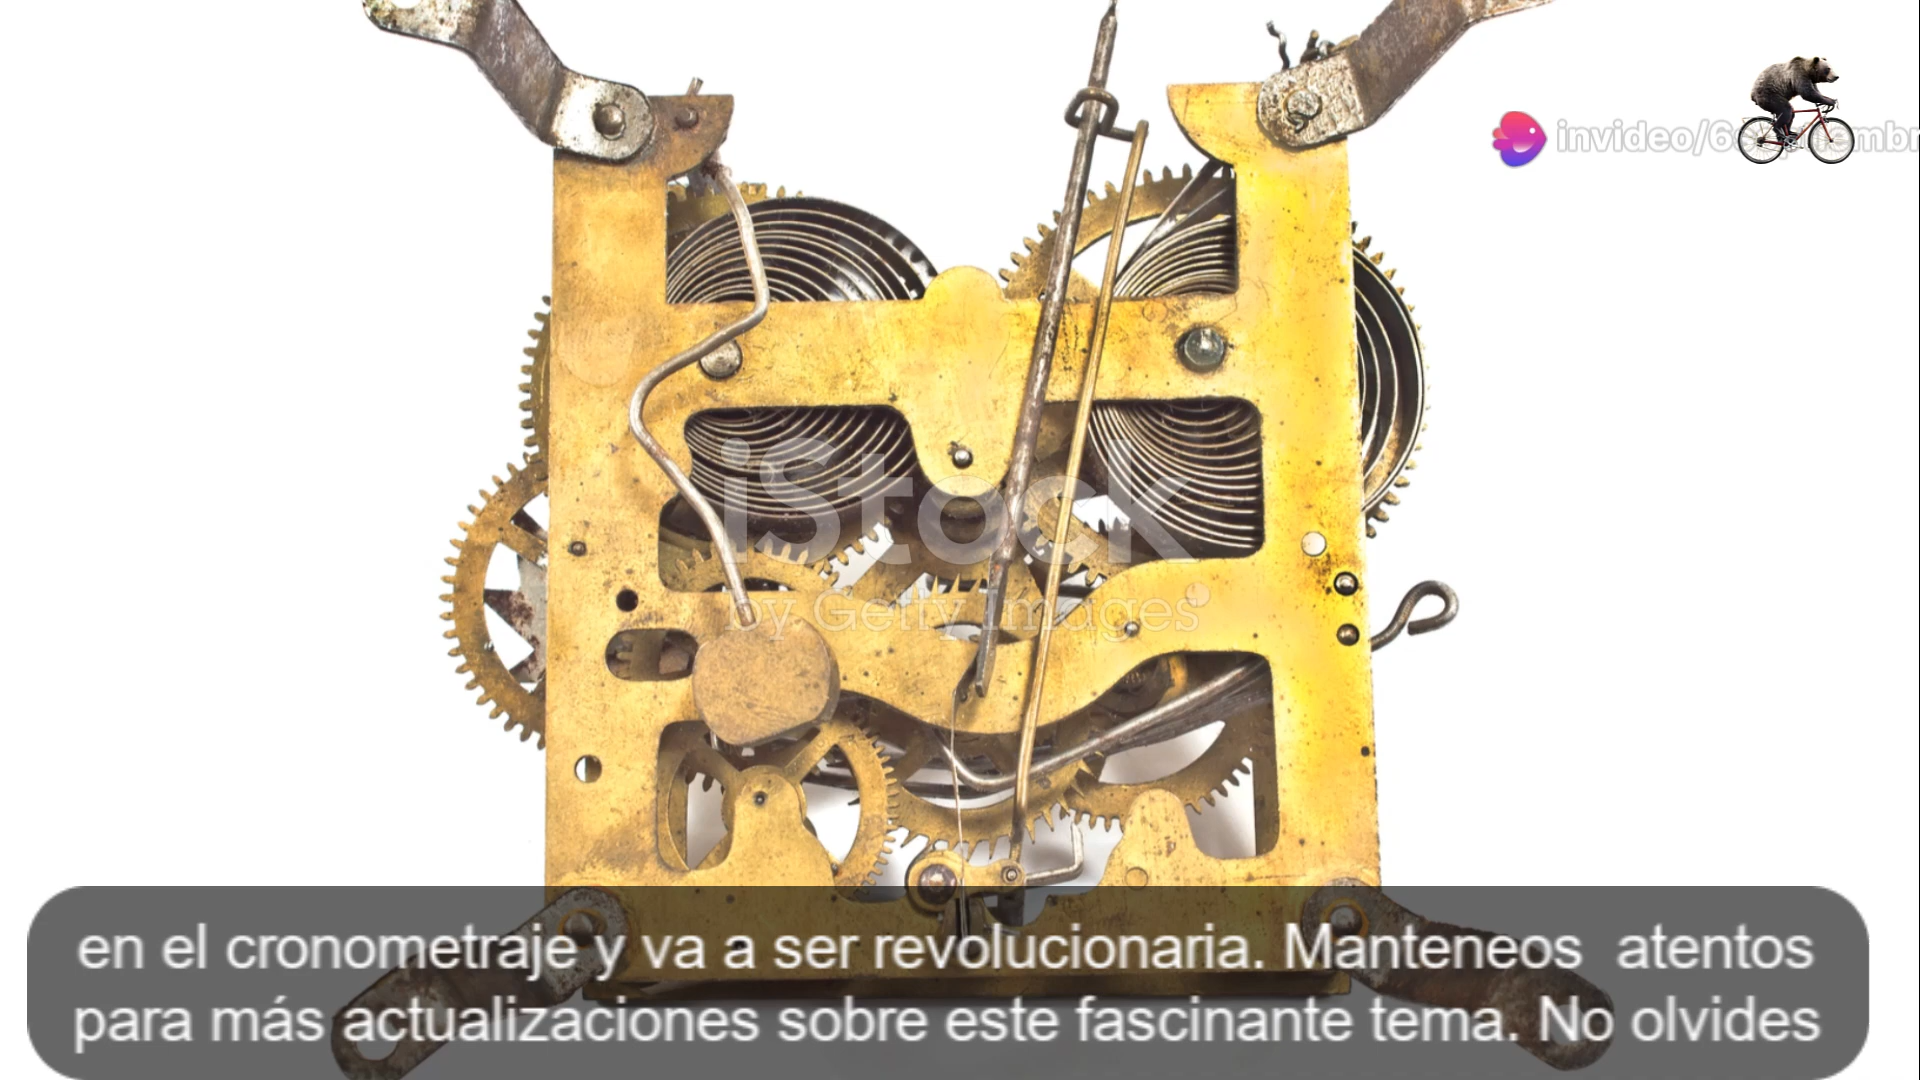 invideo/6
iStock
by Getty Images
en el cronometraje y va a ser revolucionaria. Manteneos atentos
para más actualizaciones sobre este fascinante tema. No olvides